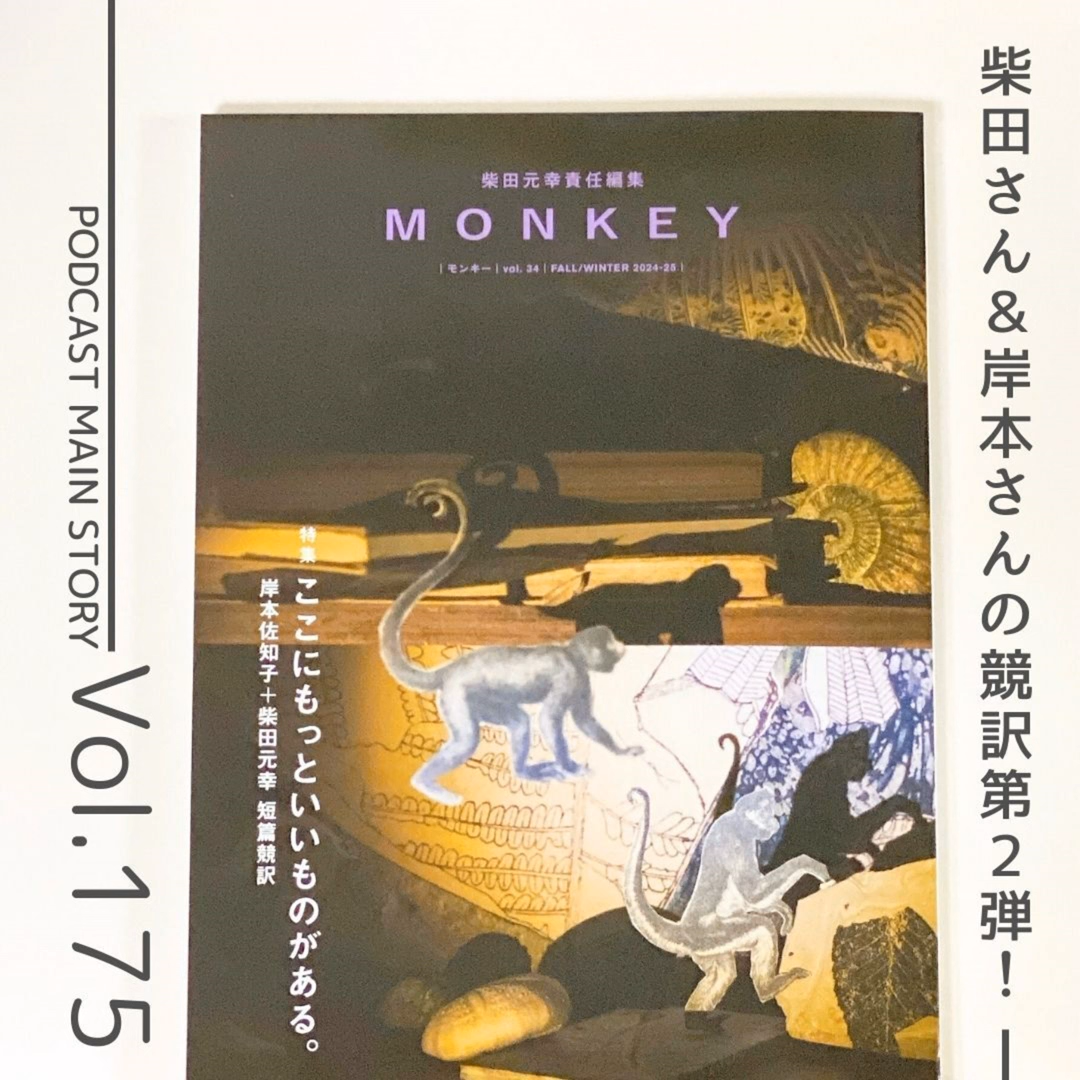 柴田さん&岸本さんの競訳第2弾!
柴田元幸責任編集
MONKEY
|モンキー|vol. 34|FALL/WINTER 2024-25|
特集
ここにもっといいものがある。
岸本佐知子+柴田元幸 短篇競訳
PODCAST MAIN STORY
Vol.175